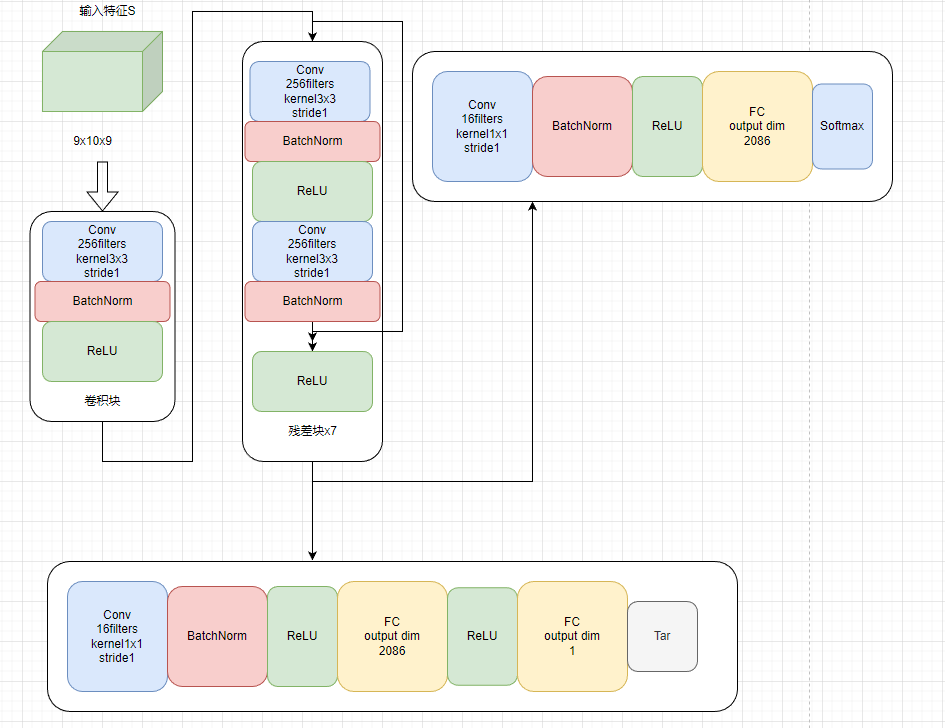 输入特征S
9x10x9
Conv
256filters
kernel3x3
stride1
BatchNorm
ReLU
卷积块
Conv
256filters
kernel3x3
stride1
BatchNorm
ReLU
Conv
256filters
kernel3x3
stride1
BatchNorm
ReLU
残差块x7
Conv
16filters
kernel1x1
stride1
BatchNorm
ReLU
FC
output dim
2086
Softmax
Conv
16filters
kernel1x1
stride1
BatchNorm
ReLU
FC
output dim
2086
ReLU
FC
output dim
1
Tar